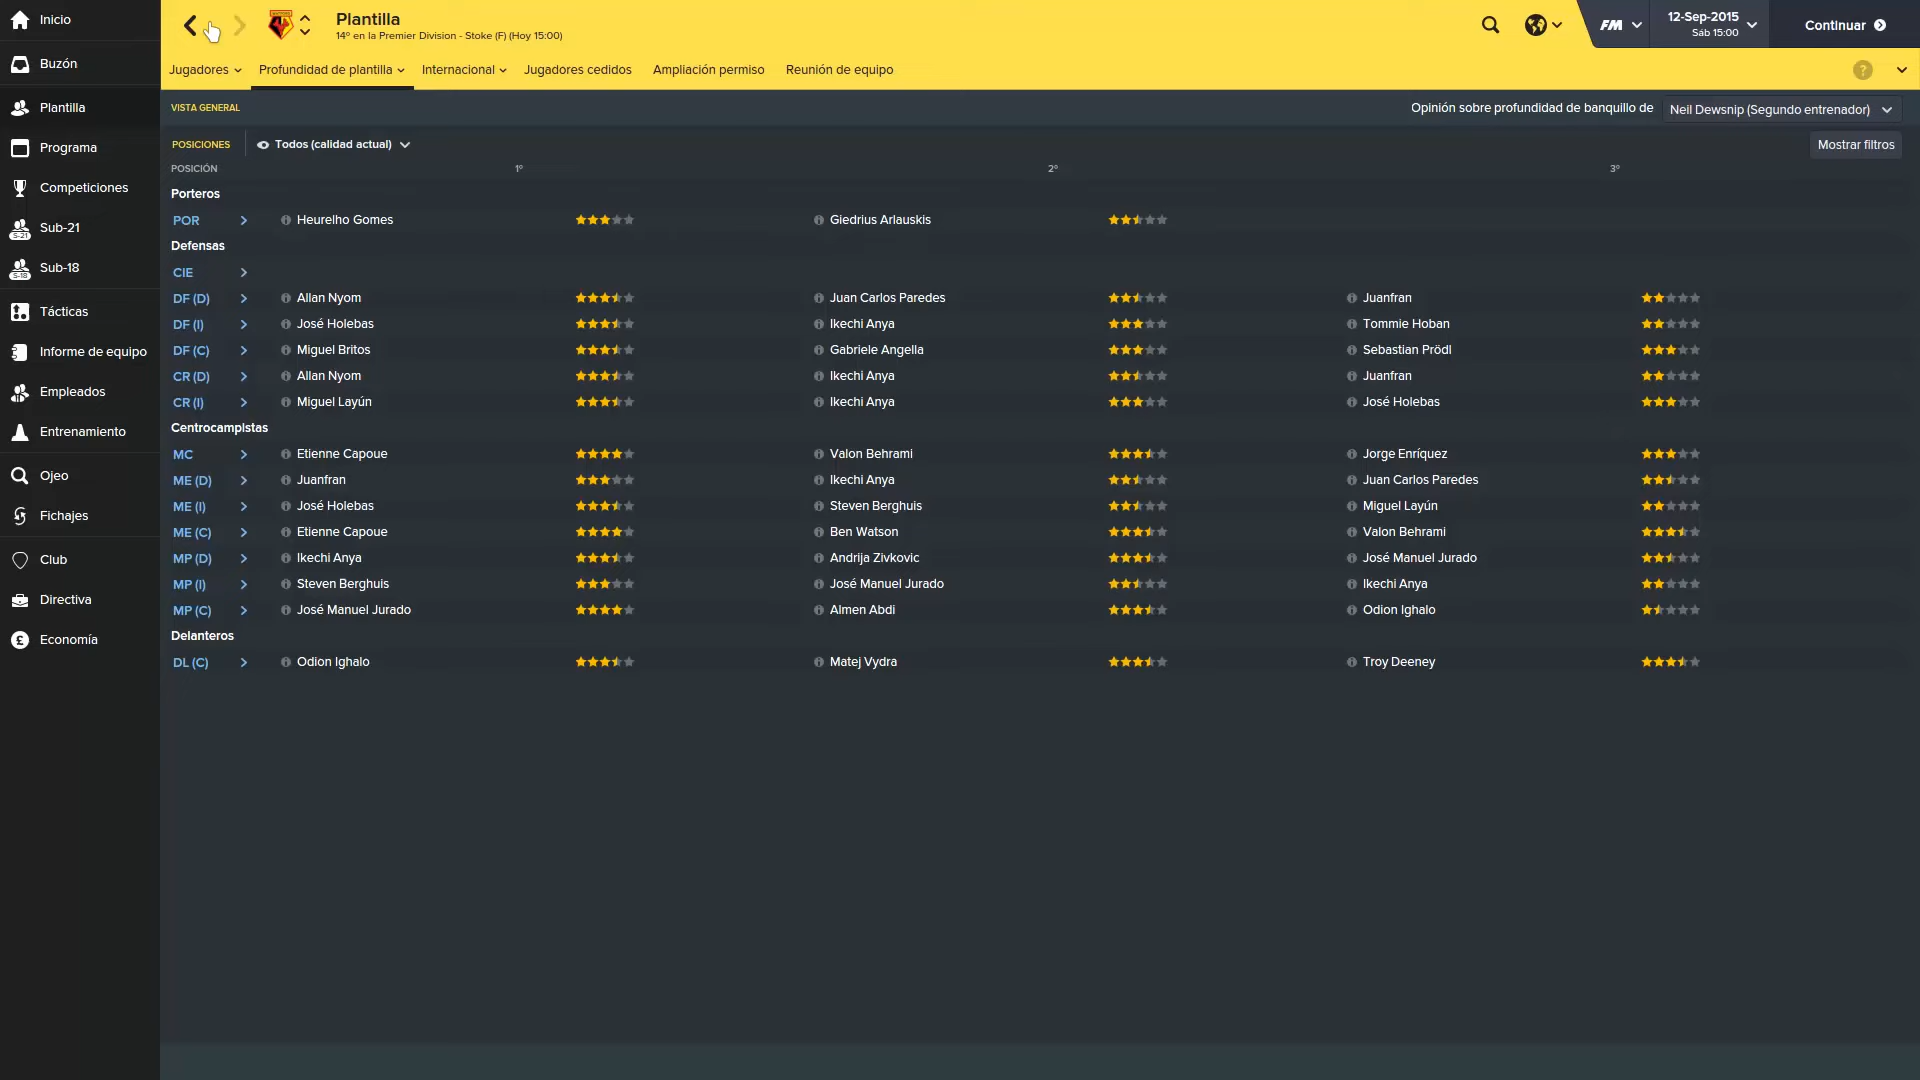 Inicio
Buzón
Plantilla
Programa
Competiciones
S-21
Sub-21
S-18
Sub-18
Tácticas
Informe de equipo
Empleados
Entrenamiento
Ojeo
Fichajes
Club
Directiva
£
Economía
Plantilla
14º en la Premier Division - Stoke (F) (Hoy 15:00)
FM
12-Sep-2015
Sáb 15:00
Continuar
Jugadores Profundidad de plantilla Internacional Jugadores cedidos Ampliación permiso Reunión de equipo ?
VISTA GENERAL Opinión sobre profundidad de banquillo de Neil Dewsnip (Segundo entrenador)
POSICIONES Todos (calidad actual) Mostrar filtros
POSICIÓN 1º 2º 3º
Porteros
POR Heurelho Gomes Giedrius Arlauskis
Defensas
CIE
DF (D) Allan Nyom Juan Carlos Paredes Juanfran
DF (I) José Holebas Ikechi Anya Tommie Hoban
DF (C) Miguel Britos Gabriele Angella Sebastian Prödl
CR (D) Allan Nyom Ikechi Anya Juanfran
CR (I) Miguel Layún Ikechi Anya José Holebas
Centrocampistas
MC Etienne Capoue Valon Behrami Jorge Enríquez
ME (D) Juanfran Ikechi Anya Juan Carlos Paredes
ME (I) José Holebas Steven Berghuis Miguel Layún
ME (C) Etienne Capoue Ben Watson Valon Behrami
MP (D) Ikechi Anya Andrija Zivkovic José Manuel Jurado
MP (I) Steven Berghuis José Manuel Jurado Ikechi Anya
MP (C) José Manuel Jurado Almen Abdi Odion Ighalo
Delanteros
DL (C) Odion Ighalo Matej Vydra Troy Deeney